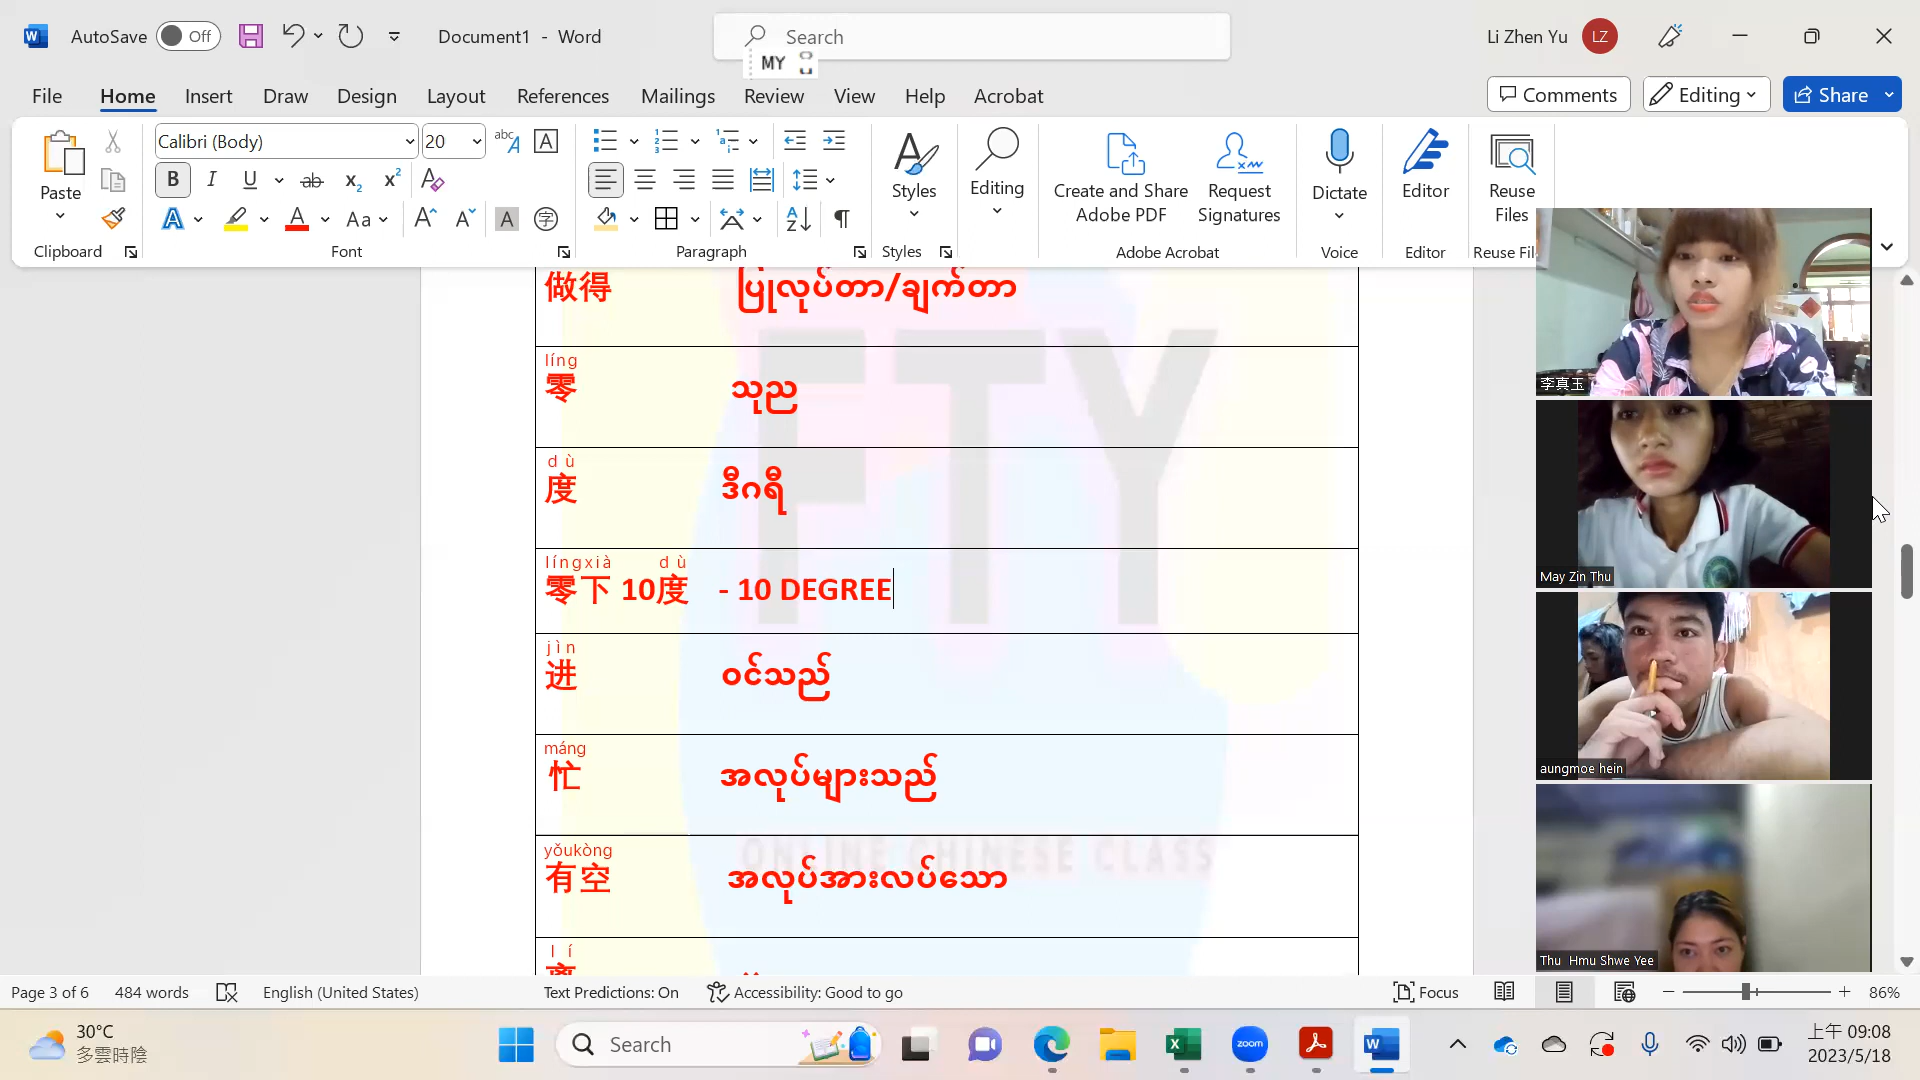 AutoSave Off Document1 - Word Search Li Zhen Yu LZ
MY
File Home Insert Draw Design Layout References Mailings Review View Help Acrobat Comments Editing Share
Paste
Clipboard
Calibri (Body) 20
Font
Paragraph
Styles
Styles
Editing
Create and Share
Adobe PDF
Request
Signatures
Adobe Acrobat
Dictate
Voice
Editor
Editor
Reuse
Files
做得 ပြုလုပ်တာ/ချက်တာ
líng
零 သုည
dù
度 ဒီဂရီ
língxià dù
零下 10度 - 10 DEGREE
jìn
进 ဝင်သည်
máng
忙 အလုပ်များသည်
yǒukòng
有空 အလုပ်အားလပ်သော
lí
FTY
ONLINE CHINESE CLASS
李真玉
May Zin Thu
aungmoe hein
Thu Hmu Shwe Yee
Page 3 of 6 484 words English (United States) Text Predictions: On Accessibility: Good to go Focus 86%
30°C
多雲時陰
Search
zoom
上午 09:08
2023/5/18